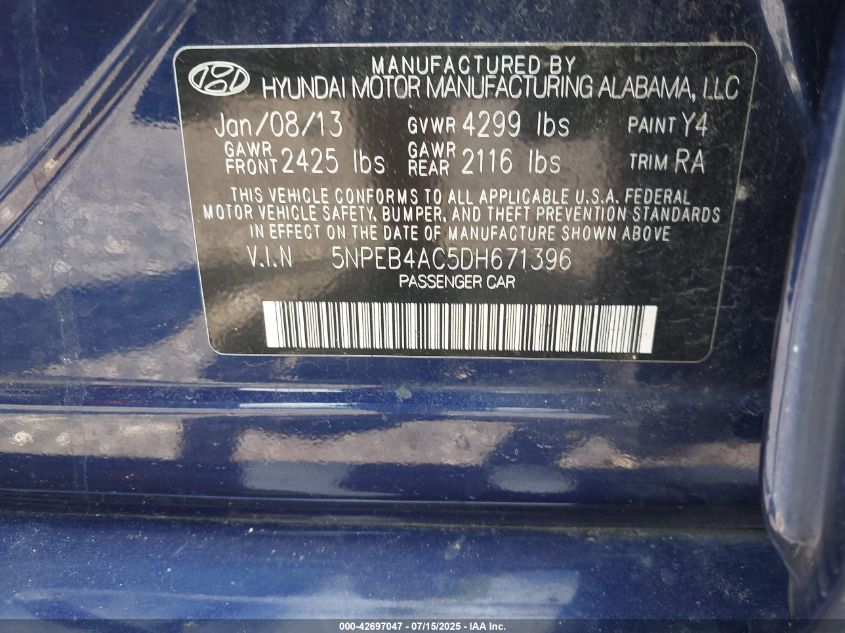 MANUFACTURED BY
HYUNDAI MOTOR MANUFACTURING ALABAMA, LLC
Jan/08/13 GVWR 4299 lbs PAINT Y4
GAWR FRONT 2425 lbs GAWR REAR 2116 lbs TRIM RA
THIS VEHICLE CONFORMS TO ALL APPLICABLE U.S.A. FEDERAL
MOTOR VEHICLE SAFETY, BUMPER, AND THEFT PREVENTION STANDARDS
IN EFFECT ON THE DATE OF MANUFACTURE SHOWN ABOVE
V.I.N 5NPEB4AC5DH671396
PASSENGER CAR
000-42697047 - 07/15/2025 - IAA Inc.